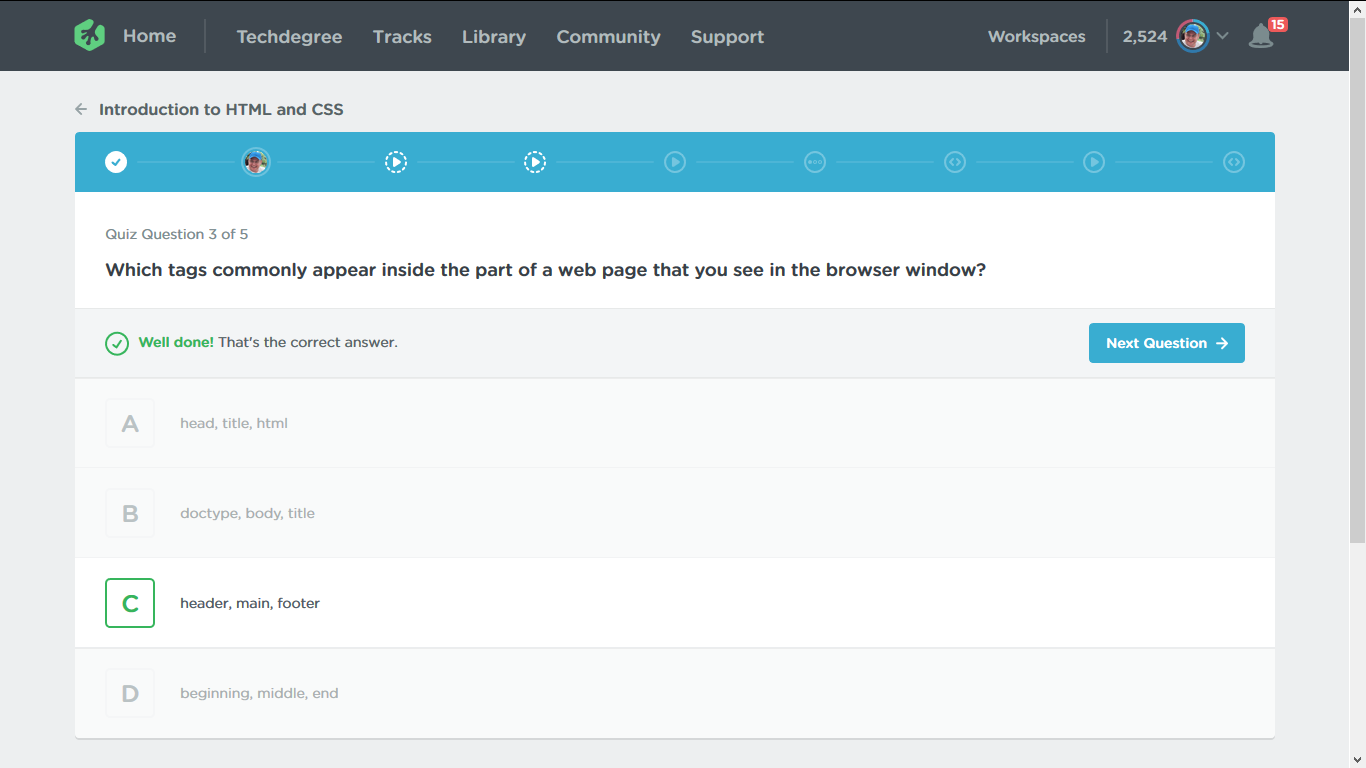 Home Techdegree Tracks Library Community Support Workspaces 2,524 15
← Introduction to HTML and CSS
Quiz Question 3 of 5
Which tags commonly appear inside the part of a web page that you see in the browser window?
Well done! That's the correct answer. Next Question →
A head, title, html
B doctype, body, title
C header, main, footer
D beginning, middle, end